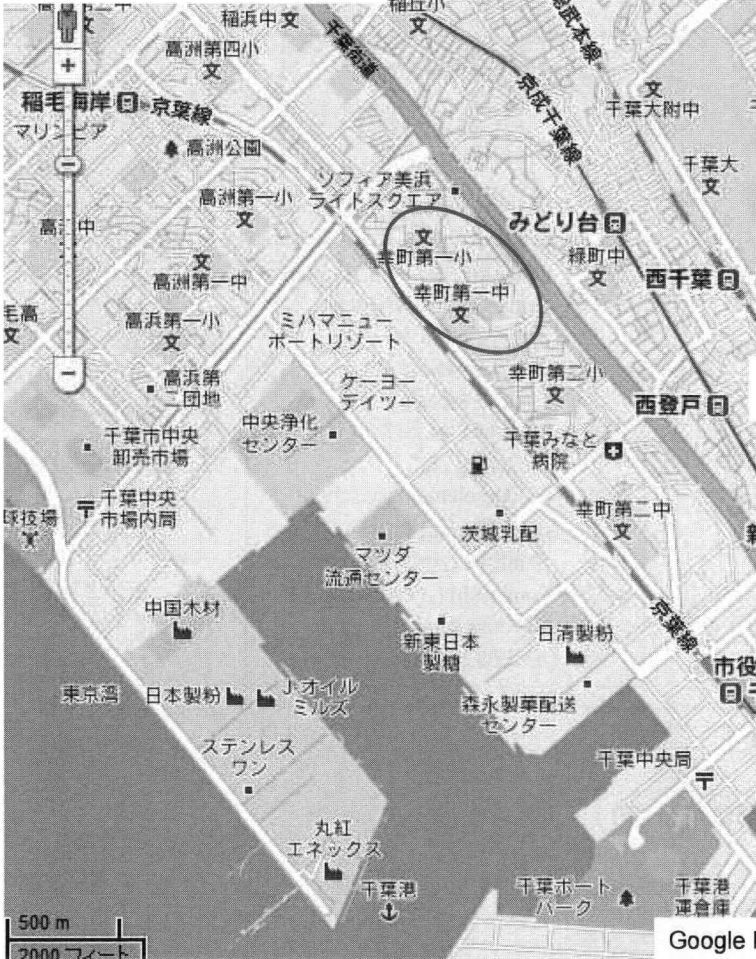 稲浜中
稲丘小
高洲第四小
千葉街道
稲毛海岸
京葉線
マリンピア
京成千葉線
千葉大附中
高洲公園
千葉大
ソフィア美浜
ライトスクエア
高洲第一小
みどり台
幸町第一小
緑町中
高洲第一中
西千葉
幸町第一中
毛高
高浜第一小
ミハマニュー
ポートリゾート
高浜第
二団地
ケーヨー
デイツー
幸町第二小
西登戸
千葉市中央
卸売市場
中央浄化
センター
千葉みなと
病院
千葉中央
市場内局
球技場
茨城乳配
幸町第二中
マツダ
流通センター
中国木材
新東日本
製糖
日清製粉
京葉線
市役
東京湾
日本製粉
J-オイル
ミルズ
森永製菓配送
センター
ステンレス
ワン
千葉中央局
丸紅
エネックス
千葉港
千葉ポート
パーク
千葉港
運倉庫
500 m
2000 フィート
Google